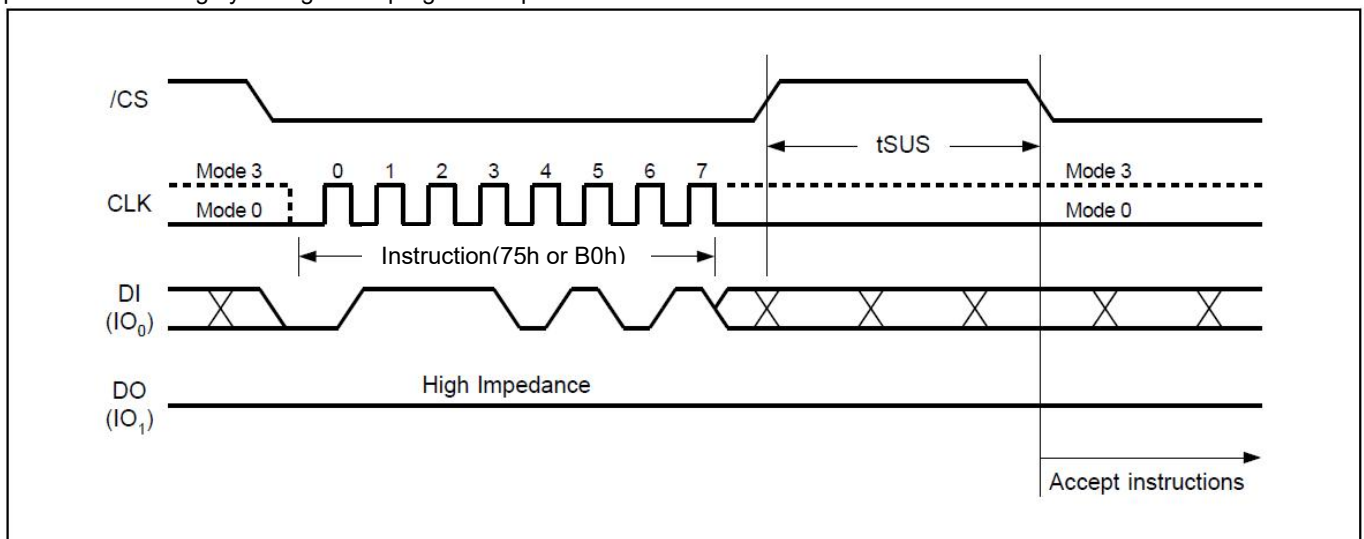 /CS
tSUS
Mode 3 0 1 2 3 4 5 6 7 Mode 3
CLK
Mode 0 Mode 0
Instruction(75h or B0h)
DI
(IO0)
High Impedance
DO
(IO1)
Accept instructions